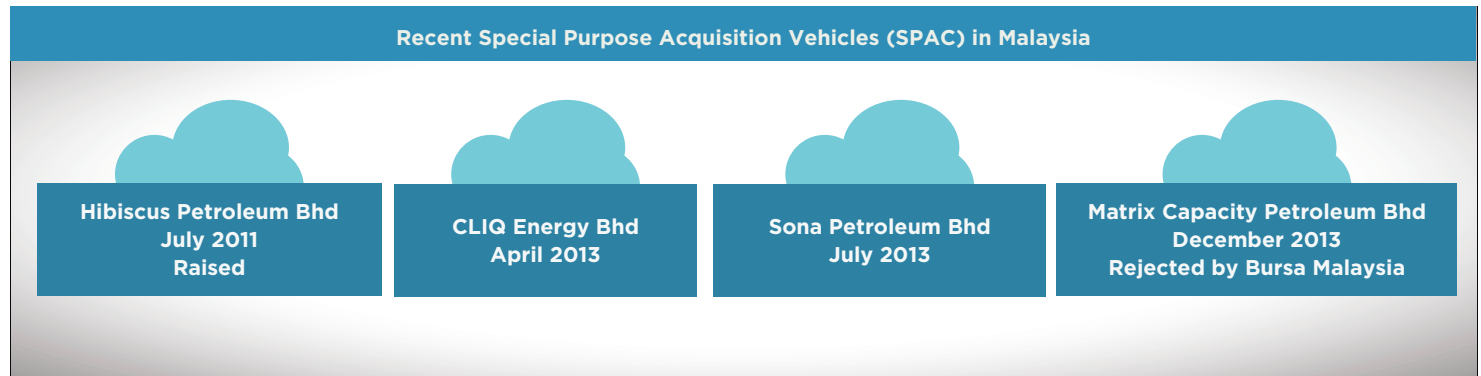 Recent Special Purpose Acquisition Vehicles (SPAC) in Malaysia
Hibiscus Petroleum Bhd
July 2011
Raised
CLIQ Energy Bhd
April 2013
Sona Petroleum Bhd
July 2013
Matrix Capacity Petroleum Bhd
December 2013
Rejected by Bursa Malaysia